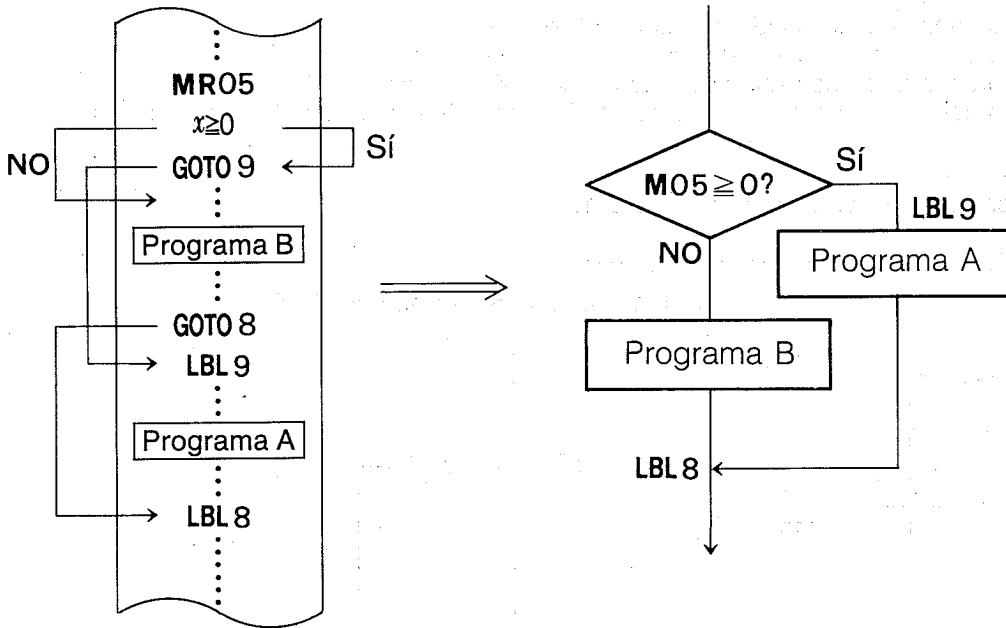 MR05
x≧0
NO
Sí
GOTO 9
Programa B
GOTO 8
LBL 9
Programa A
LBL 8
M05≧0?
Sí
LBL 9
NO
Programa A
Programa B
LBL 8